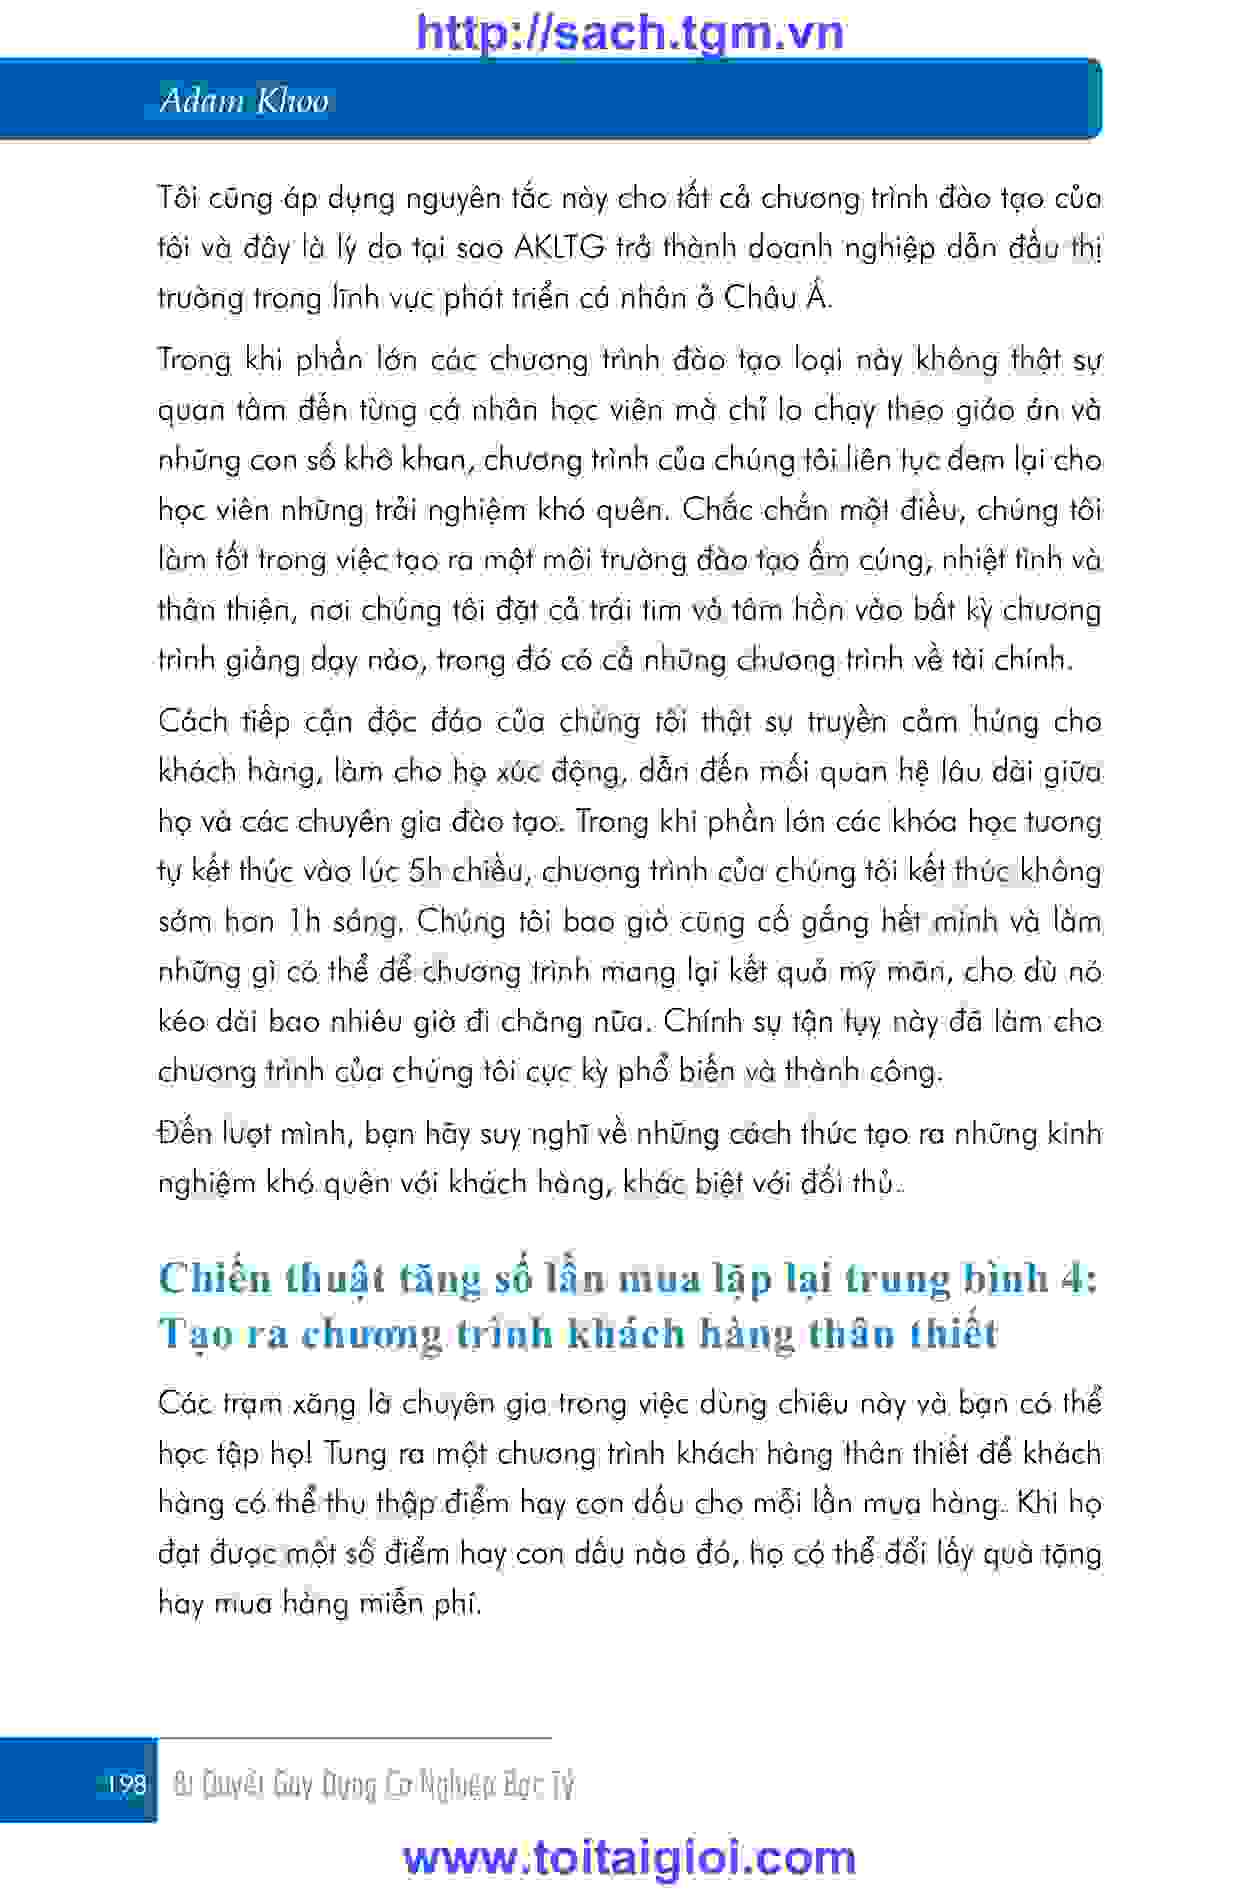 http://sach.tgm.vn
Adam Khoo
Tôi cũng áp dụng nguyên tắc này cho tất cả chương trình đào tạo của
tôi và đây là lý do tại sao AKLTG trở thành doanh nghiệp dẫn đầu thị
trường trong lĩnh vực phát triển cá nhân ở Châu Á.
Trong khi phần lớn các chương trình đào tạo loại này không thật sự
quan tâm đến từng cá nhân học viên mà chỉ lo chạy theo giáo án và
những con số khô khan, chương trình của chúng tôi liên tục đem lại cho
học viên những trải nghiệm khó quên. Chắc chắn một điều, chúng tôi
làm tốt trong việc tạo ra một môi trường đào tạo ấm cúng, nhiệt tình và
thân thiện, nơi chúng tôi đặt cả trái tim và tâm hồn vào bất kỳ chương
trình giảng dạy nào, trong đó có cả những chương trình về tài chính.
Cách tiếp cận độc đáo của chúng tôi thật sự truyền cảm hứng cho
khách hàng, làm cho họ xúc động, dẫn đến mối quan hệ lâu dài giữa
họ và các chuyên gia đào tạo. Trong khi phần lớn các khóa học tương
tự kết thúc vào lúc 5h chiều, chương trình của chúng tôi kết thúc không
sớm hơn 1h sáng. Chúng tôi bao giờ cũng cố gắng hết mình và làm
những gì có thể để chương trình mang lại kết quả mỹ mãn, cho dù nó
kéo dài bao nhiêu giờ đi chăng nữa. Chính sự tận tụy này đã làm cho
chương trình của chúng tôi cực kỳ phổ biến và thành công.
Đến lượt mình, bạn hãy suy nghĩ về những cách thức tạo ra những kinh
nghiệm khó quên với khách hàng, khác biệt với đối thủ.
Chiến thuật tăng số lần mua lặp lại trung bình 4:
Tạo ra chương trình khách hàng thân thiết
Các trạm xăng là chuyên gia trong việc dùng chiêu này và bạn có thể
học tập họ! Tung ra một chương trình khách hàng thân thiết để khách
hàng có thể thu thập điểm hay con dấu cho mỗi lần mua hàng. Khi họ
đạt được một số điểm hay con dấu nào đó, họ có thể đổi lấy quà tặng
hay mua hàng miễn phí.
198 Bí Quyết Gây Dựng Cơ Nghiệp Bạc Tỷ
www.toitaigioi.com